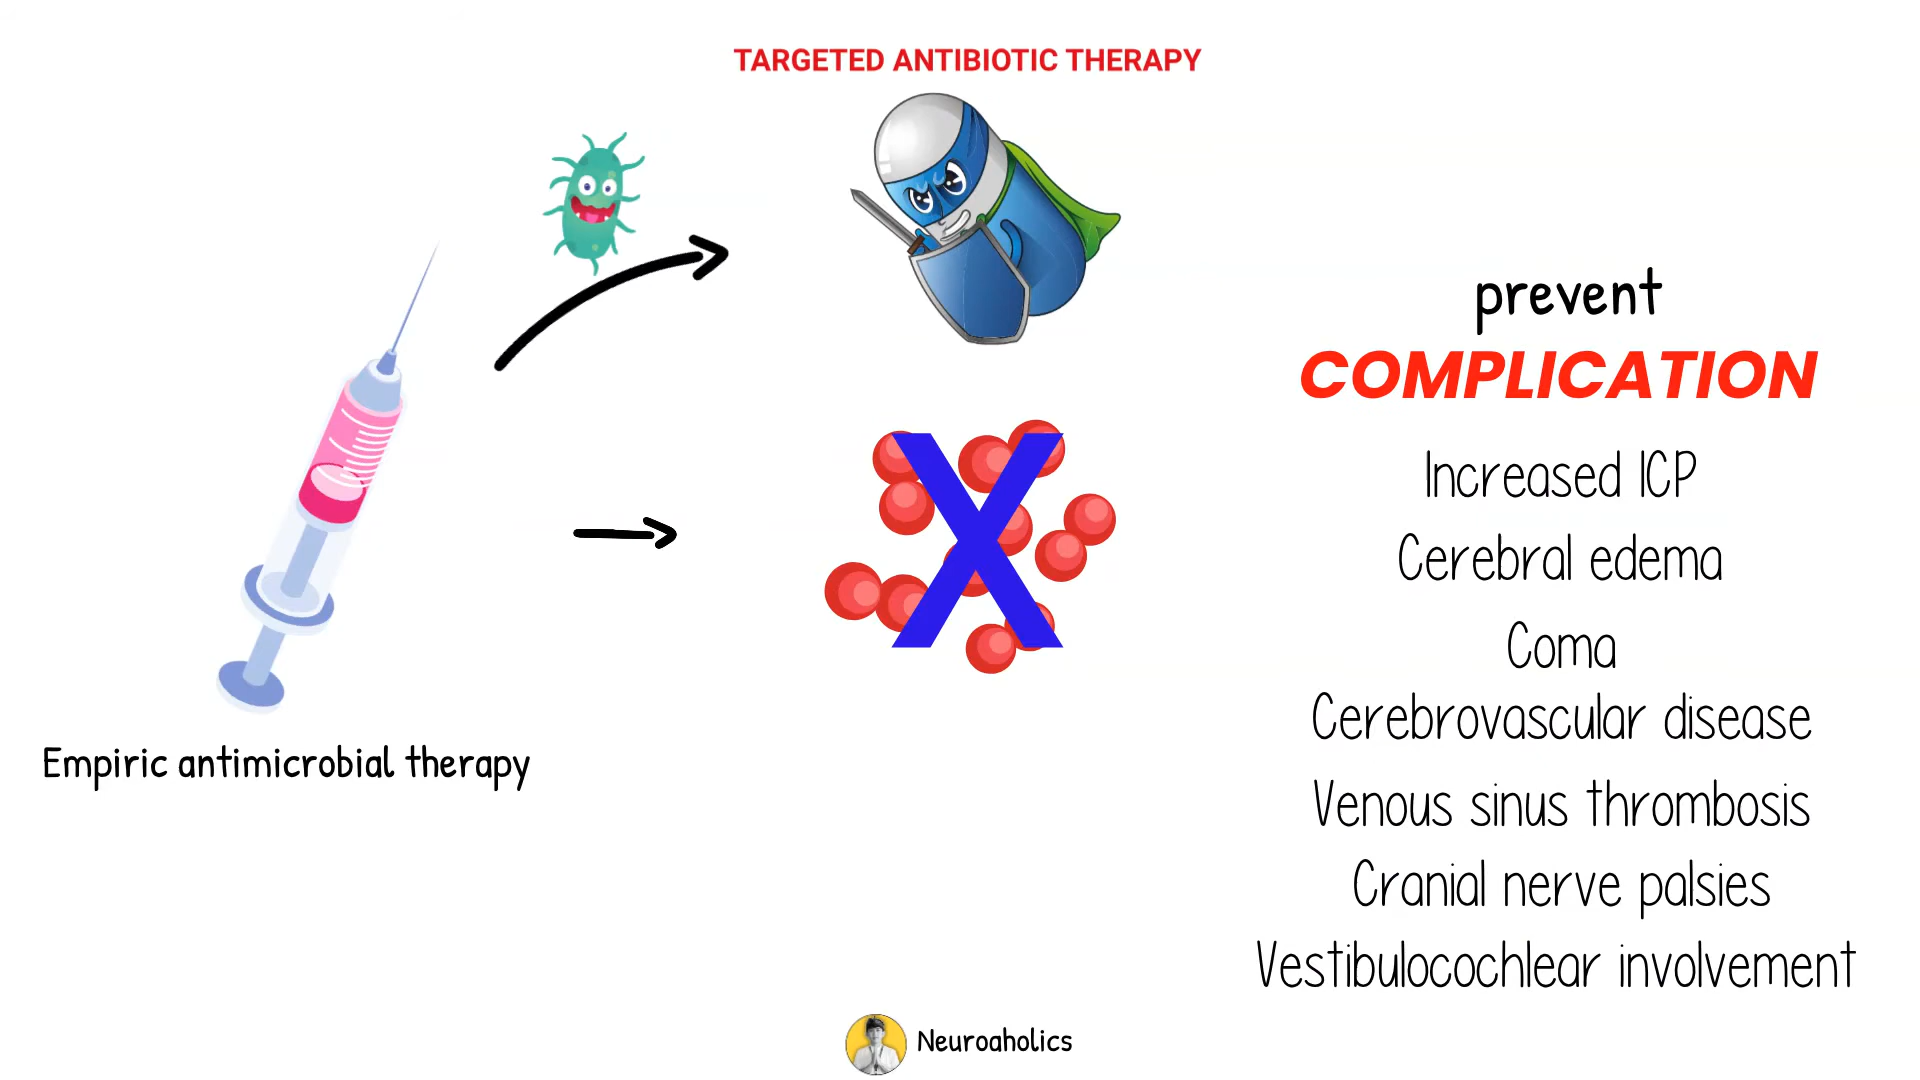 TARGETED ANTIBIOTIC THERAPY
prevent
COMPLICATION
Increased ICP
Cerebral edema
Coma
Cerebrovascular disease
Venous sinus thrombosis
Cranial nerve palsies
Vestibulocochlear involvement
X
Empiric antimicrobial therapy
Neuroaholics